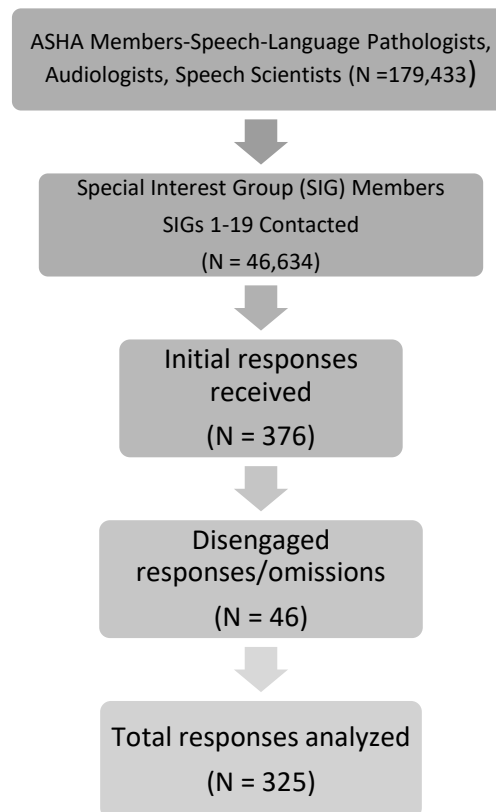 ASHA Members-Speech-Language Pathologists,
Audiologists, Speech Scientists (N =179,433)
Special Interest Group (SIG) Members
SIGs 1-19 Contacted
(N = 46,634)
Initial responses
received
(N = 376)
Disengaged
responses/omissions
(N = 46)
Total responses analyzed
(N = 325)